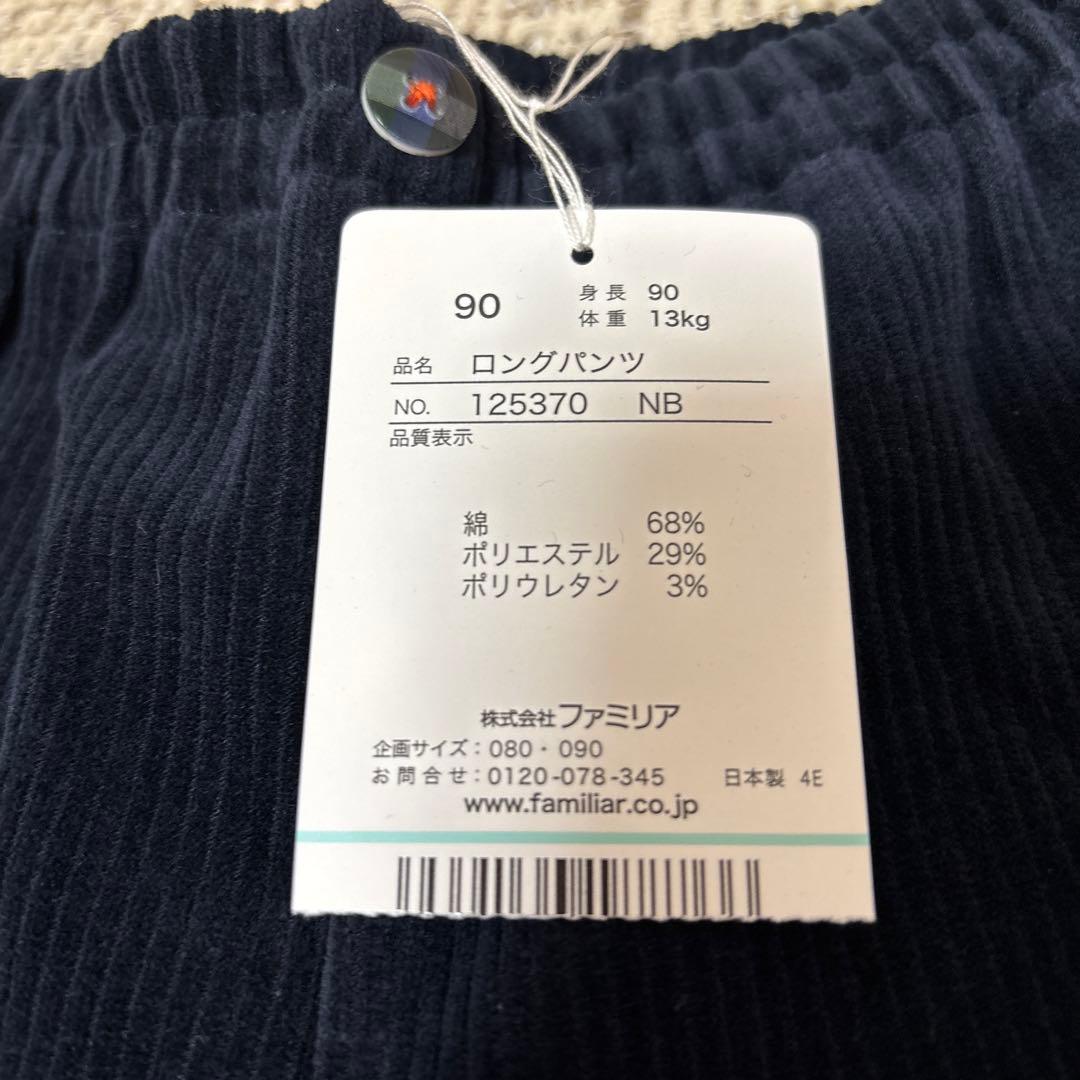 90 身長 90
体重 13kg
品名 ロングパンツ
NO. 125370 NB
品質表示
綿 68%
ポリエステル 29%
ポリウレタン 3%
株式会社ファミリア
企画サイズ：080・090
お問合せ：0120-078-345 日本製 4E
www.familiar.co.jp